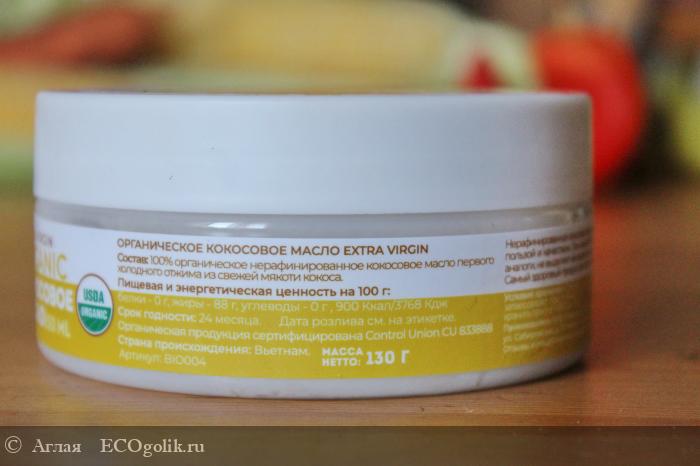 ORGANIC
КОКОСОВОЕ
USDA
ORGANIC
ОРГАНИЧЕСКОЕ КОКОСОВОЕ МАСЛО EXTRA VIRGIN
Состав: 100% органическое нерафинированное кокосовое масло первого
холодного отжима из свежей мякоти кокоса.
Пищевая и энергетическая ценность на 100 г:
белки - 0 г, жиры - 88 г, углеводы - 0 г , 900 Ккал/3768 Кдж
Срок годности: 24 месяца. Дата розлива см. на этикетке.
Органическая продукция сертифицирована Control Union CU 833888
Страна происхождения: Вьетнам.
Артикул: BIO004
МАССА
НЕТТО: 130 Г
© Аглая ECOgolik.ru